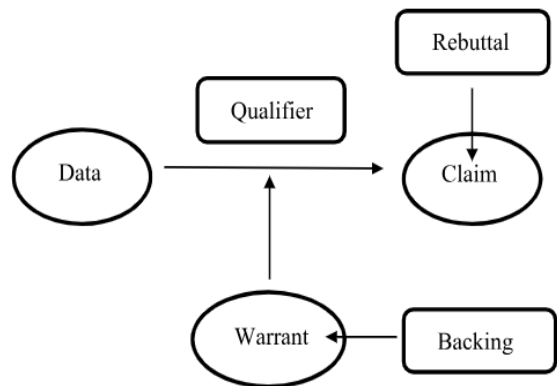 Rebuttal
Qualifier
Data
Claim
Warrant
Backing